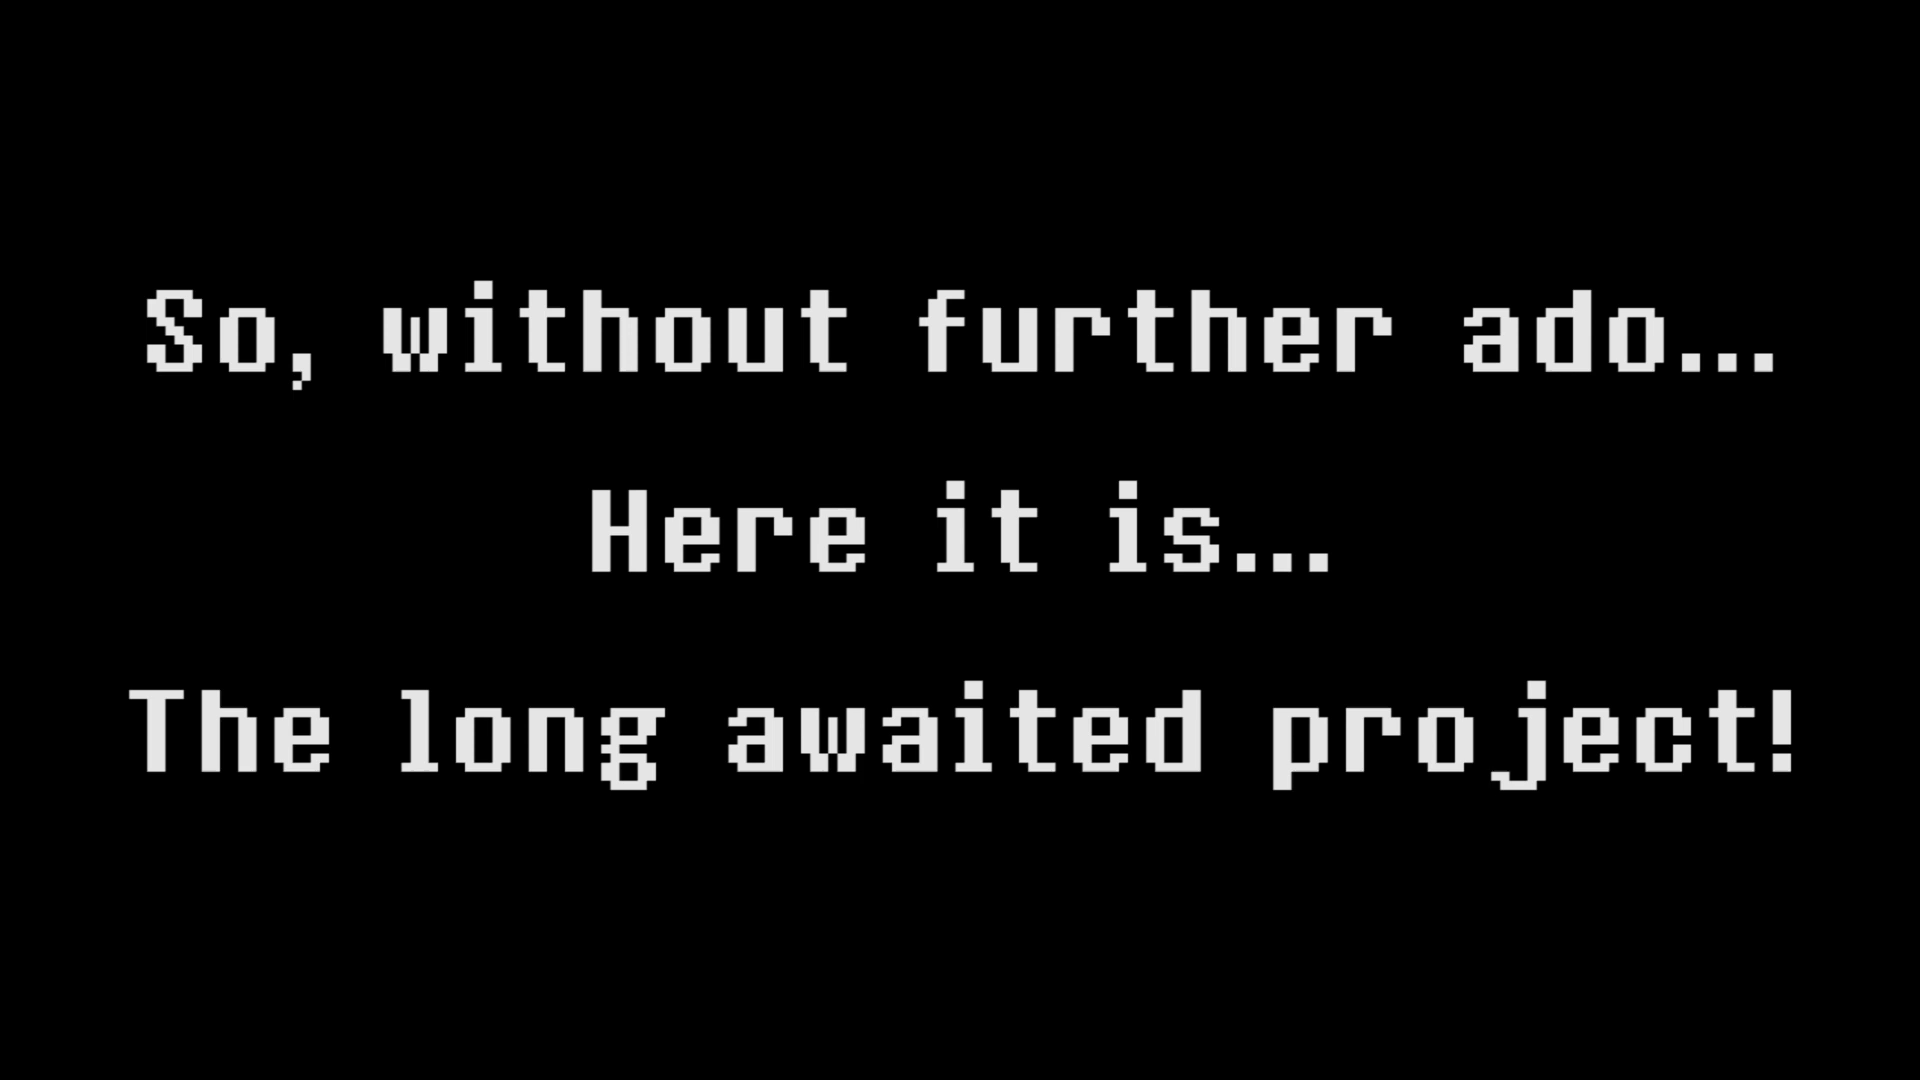 So, without further ado...
Here it is...
The long awaited project!